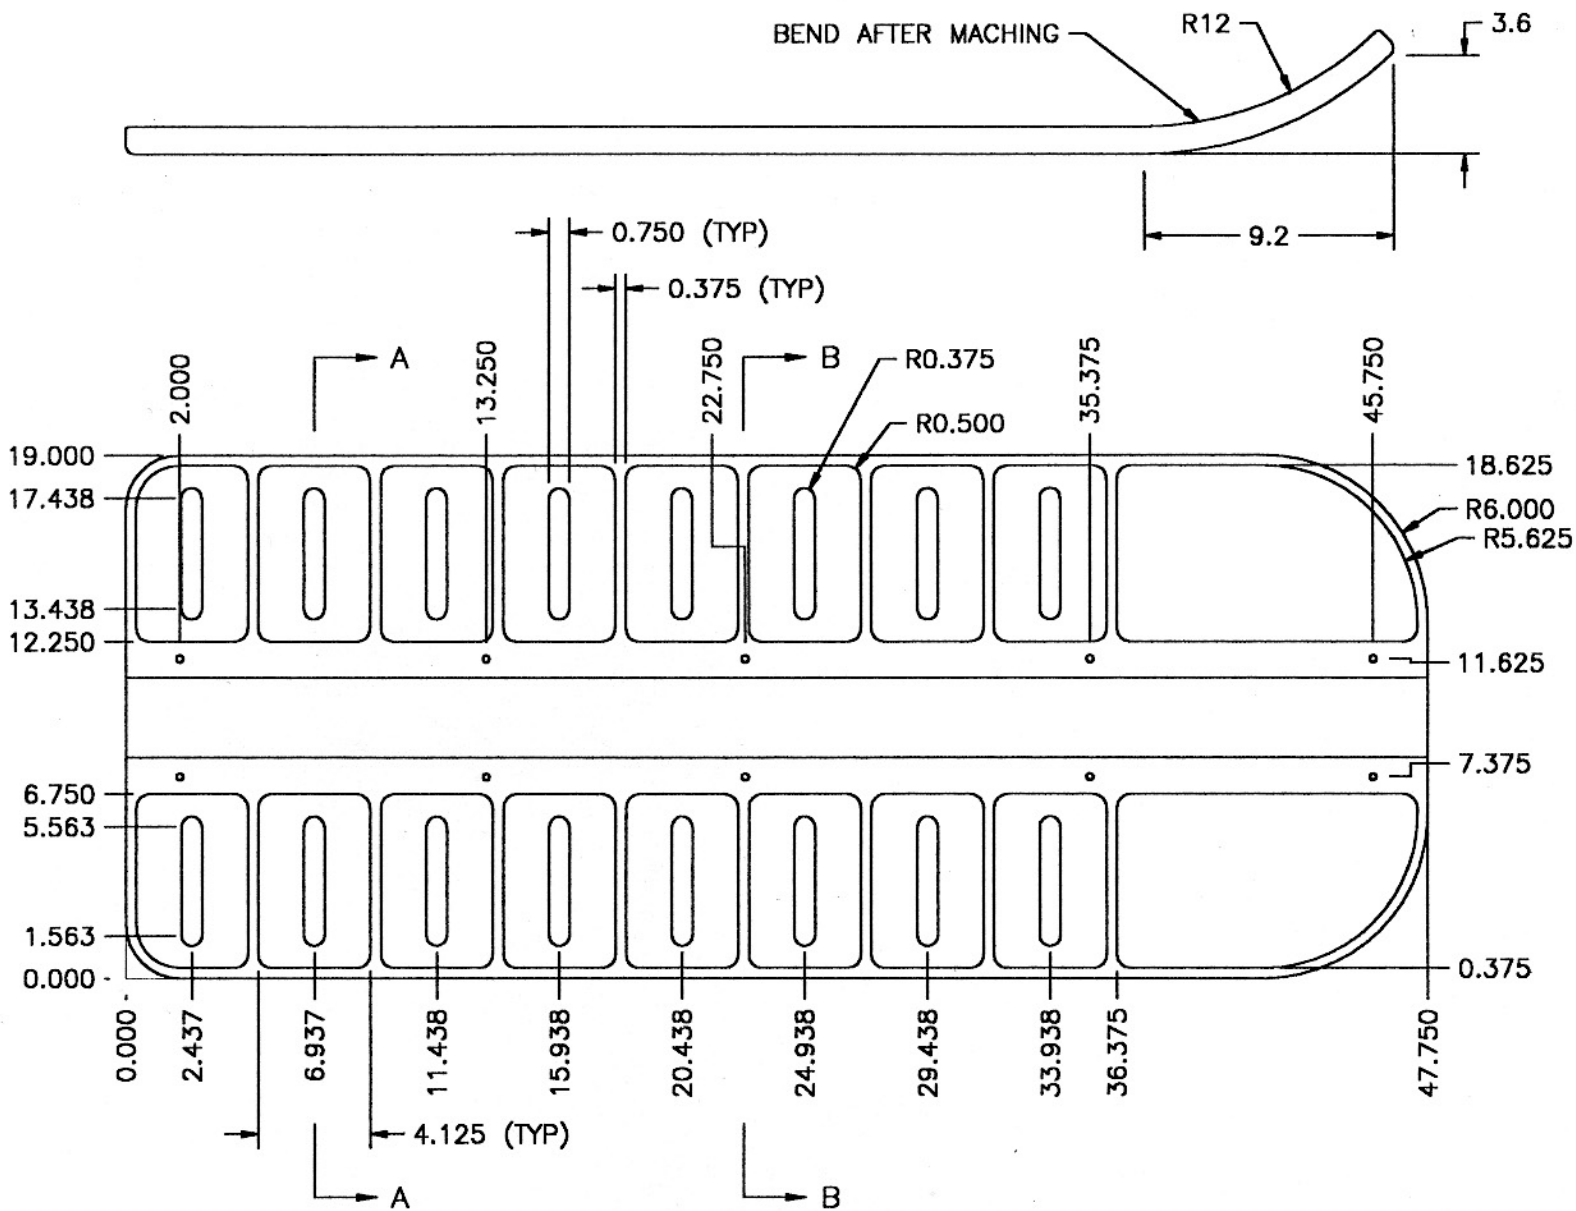 BEND AFTER MACHING
R12
3.6
9.2
0.750 (TYP)
0.375 (TYP)
A
B
2.000
13.250
22.750
35.375
45.750
R0.375
R0.500
19.000
18.625
17.438
R6.000
R5.625
13.438
12.250
11.625
7.375
6.750
5.563
1.563
0.375
0.000
0.000
2.437
6.937
11.438
15.938
20.438
24.938
29.438
33.938
36.375
47.750
4.125 (TYP)
A
B